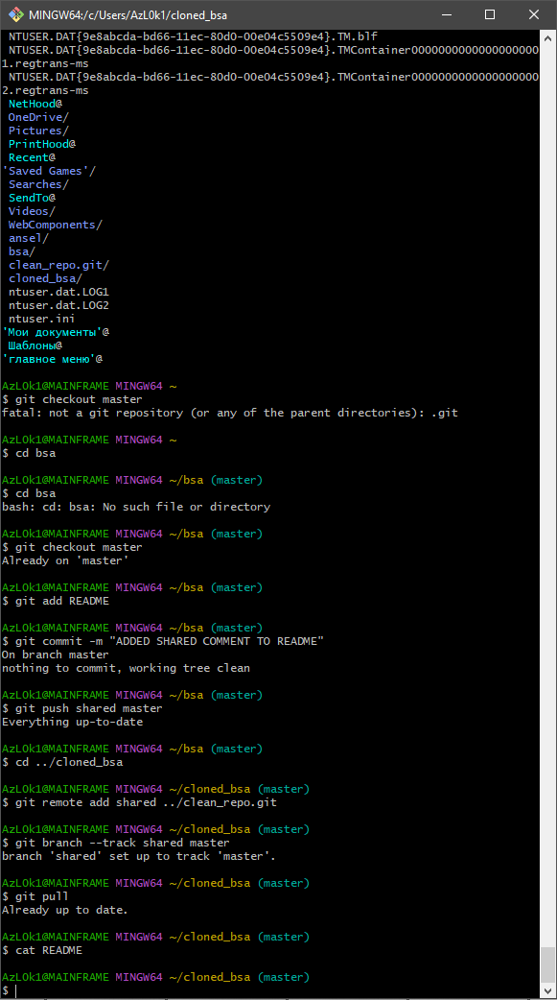 MINGW64:/c/Users/AzL0k1/cloned_bsa
NTUSER.DAT{9e8abcda-bd66-11ec-80d0-00e04c5509e4}.TM.blf
NTUSER.DAT{9e8abcda-bd66-11ec-80d0-00e04c5509e4}.TMContainer0000000000000000000
1.regtrans-ms
NTUSER.DAT{9e8abcda-bd66-11ec-80d0-00e04c5509e4}.TMContainer0000000000000000000
2.regtrans-ms
NetHood@
OneDrive/
Pictures/
PrintHood@
Recent@
'Saved Games'/
Searches/
SendTo@
Videos/
WebComponents/
ansel/
bsa/
clean_repo.git/
cloned_bsa/
ntuser.dat.LOG1
ntuser.dat.LOG2
ntuser.ini
'Мои документы'@
Шаблоны@
'главное меню'@
AzL0k1@MAINFRAME MINGW64 ~
$ git checkout master
fatal: not a git repository (or any of the parent directories): .git
AzL0k1@MAINFRAME MINGW64 ~
$ cd bsa
AzL0k1@MAINFRAME MINGW64 ~/bsa (master)
$ cd bsa
bash: cd: bsa: No such file or directory
AzL0k1@MAINFRAME MINGW64 ~/bsa (master)
$ git checkout master
Already on 'master'
AzL0k1@MAINFRAME MINGW64 ~/bsa (master)
$ git add README
AzL0k1@MAINFRAME MINGW64 ~/bsa (master)
$ git commit -m "ADDED SHARED COMMENT TO README"
On branch master
nothing to commit, working tree clean
AzL0k1@MAINFRAME MINGW64 ~/bsa (master)
$ git push shared master
Everything up-to-date
AzL0k1@MAINFRAME MINGW64 ~/bsa (master)
$ cd ../cloned_bsa
AzL0k1@MAINFRAME MINGW64 ~/cloned_bsa (master)
$ git remote add shared ../clean_repo.git
AzL0k1@MAINFRAME MINGW64 ~/cloned_bsa (master)
$ git branch --track shared master
branch 'shared' set up to track 'master'.
AzL0k1@MAINFRAME MINGW64 ~/cloned_bsa (master)
$ git pull
Already up to date.
AzL0k1@MAINFRAME MINGW64 ~/cloned_bsa (master)
$ cat README
AzL0k1@MAINFRAME MINGW64 ~/cloned_bsa (master)
$